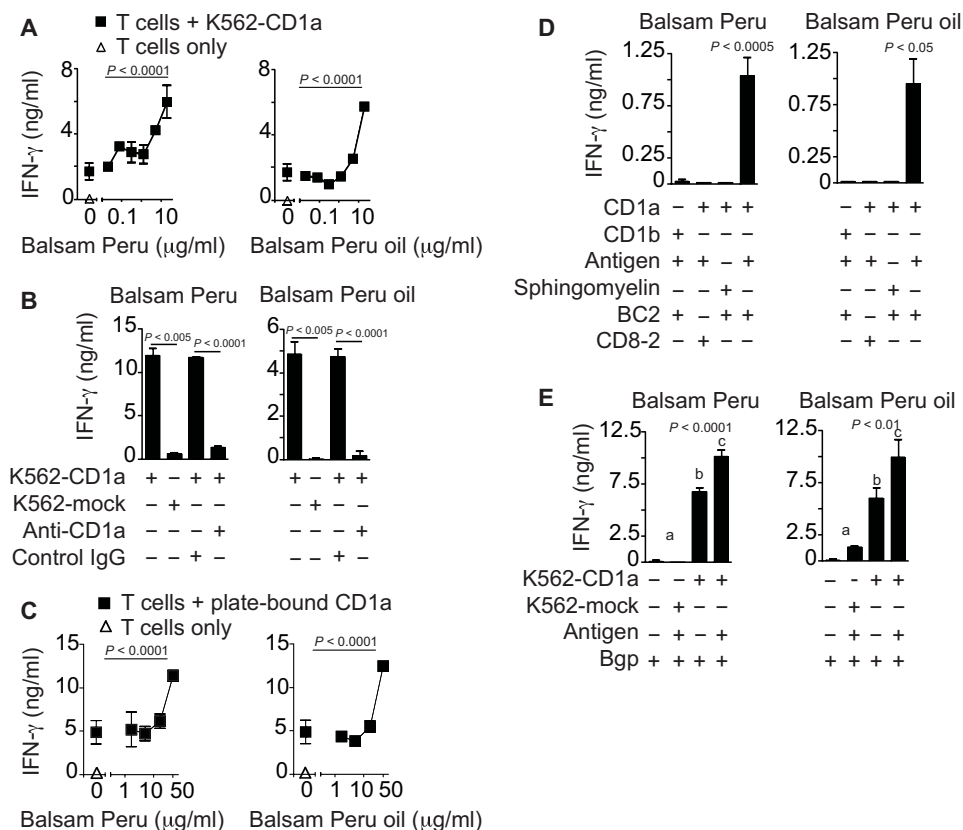 A
■ T cells + K562-CD1a
△ T cells only
P < 0.0001
P < 0.0001
IFN-γ (ng/ml)
8
4
2
0
8
4
2
0
0 0.1 10
0 0.1 10
Balsam Peru (μg/ml)
Balsam Peru oil (μg/ml)
B
Balsam Peru
Balsam Peru oil
P < 0.005
P < 0.0001
P < 0.005
P < 0.0001
IFN-γ (ng/ml)
15
10
5
0
6
4
2
0
K562-CD1a + – + + + – + +
K562-mock – + – – – + – –
Anti-CD1a – – – + – – – +
Control IgG – – + – – – + –
C
■ T cells + plate-bound CD1a
△ T cells only
P < 0.0001
P < 0.0001
IFN-γ (ng/ml)
15
10
5
0
15
10
5
0
0 1 10 50
0 1 10 50
Balsam Peru (μg/ml)
Balsam Peru oil (μg/ml)
D
Balsam Peru
Balsam Peru oil
P < 0.0005
P < 0.05
IFN-γ (ng/ml)
1.25
0.75
0.25
0
1.25
0.75
0.25
0
CD1a – + + + – + + +
CD1b + – – – + – – –
Antigen + + – + + + – +
Sphingomyelin – – + – – – + –
BC2 + – + + + – + +
CD8-2 – + – – – + – –
E
Balsam Peru
Balsam Peru oil
P < 0.0001
P < 0.01
IFN-γ (ng/ml)
12.5
7.5
2.5
0
a
b
c
12.5
7.5
2.5
0
a
b
c
K562-CD1a – – + + – – + +
K562-mock – + – – – + – –
Antigen – + – + – + – +
Bgp + + + + + + + +